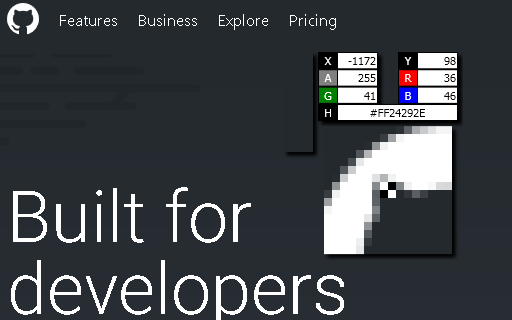 Features Business Explore Pricing
X -1172 Y 98
A 255 R 36
G 41 B 46
H #FF24292E
Built for
developers